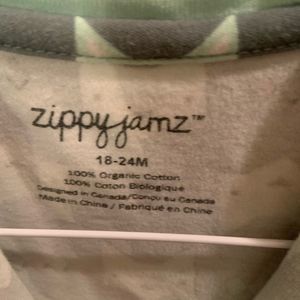 zippyjamz™
18-24M
100% Organic Cotton
100% Coton Biologique
Designed in Canada/Conçu au Canada
Made in China / Fabriqué en Chine